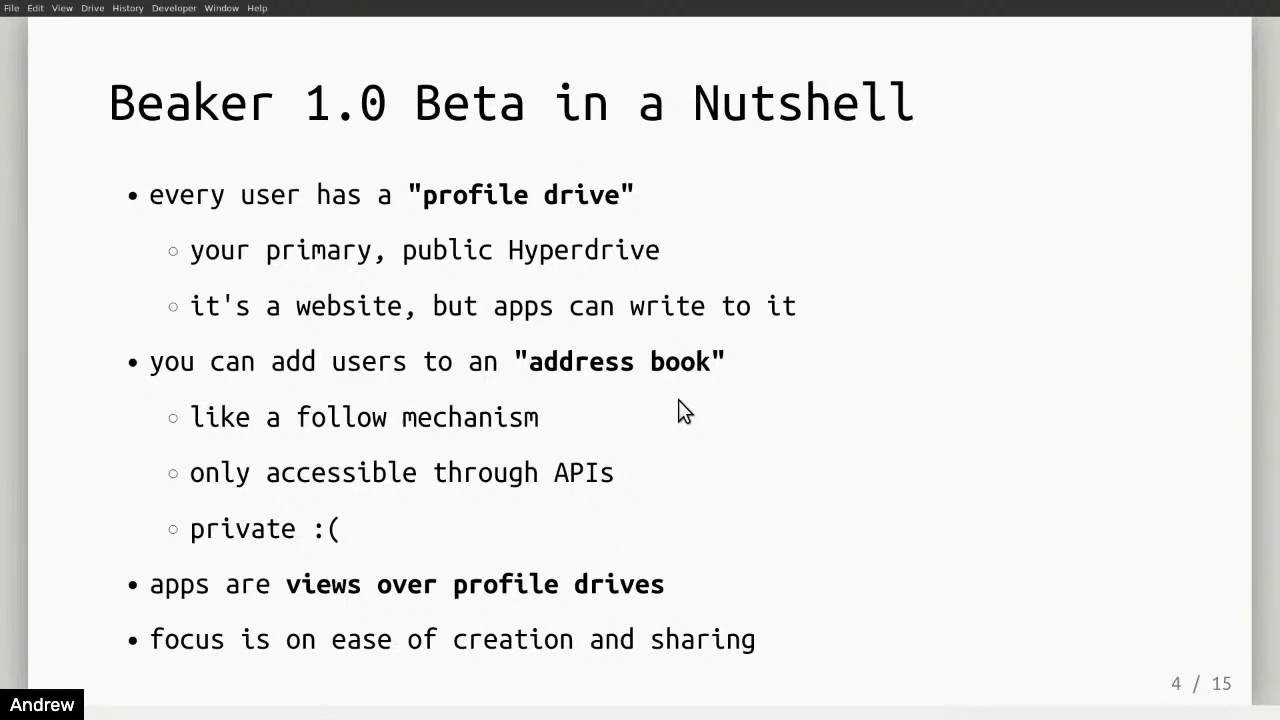 File Edit View Drive History Developer Window Help
Beaker 1.0 Beta in a Nutshell
• every user has a "profile drive"
○ your primary, public Hyperdrive
○ it's a website, but apps can write to it
• you can add users to an "address book"
○ like a follow mechanism
○ only accessible through APIs
○ private :(
• apps are views over profile drives
• focus is on ease of creation and sharing
4 / 15
Andrew